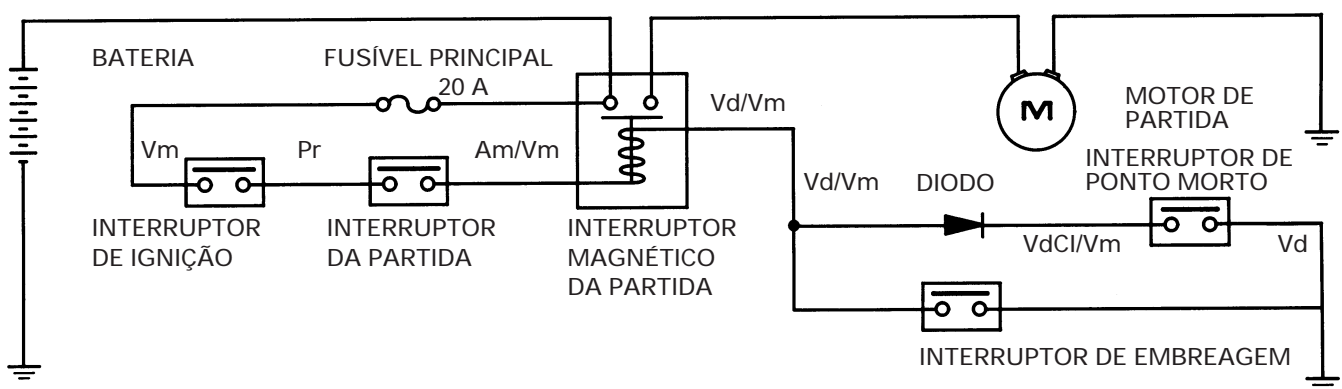 BATERIA
FUSÍVEL PRINCIPAL
20 A
Vd/Vm
M
MOTOR DE
PARTIDA
Vm
Pr
Am/Vm
Vd/Vm
DIODO
INTERRUPTOR DE
PONTO MORTO
INTERRUPTOR
DE IGNIÇÃO
INTERRUPTOR
DA PARTIDA
INTERRUPTOR
MAGNÉTICO
DA PARTIDA
VdCl/Vm
Vd
INTERRUPTOR DE EMBREAGEM